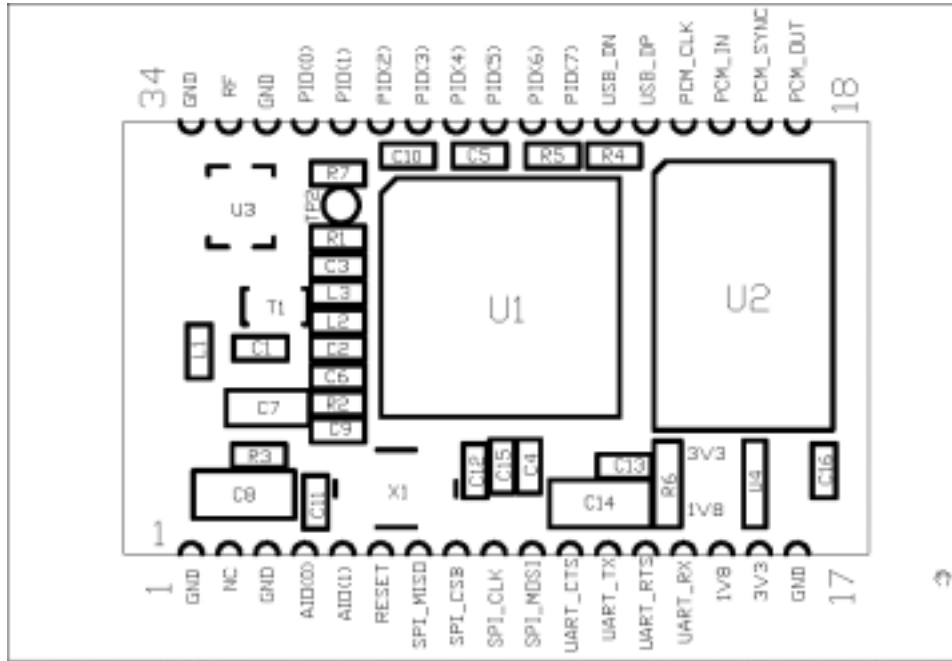 34 GND RF GND PIO(0) PIO(1) PIO(2) PIO(3) PIO(4) PIO(5) PIO(6) PIO(7) USB_DN USB_DP PCM_CLK PCM_IN PCM_SYNC PCM_OUT 18
C10 C5 R5 R4
R7
TP2
U3
R1
C3
L3
T1
U1
U2
L2
L1
C1
C2
C6
C7
R2
C9
R3
C12 C15 C4 C13 R6 3V3 U4 C16
C8
C11
X1
C14
1V8
1
1 GND NC GND AIO(0) AIO(1) RESET SPI_MISO SPI_CSB SPI_CLK SPI_MOSI UART_CTS UART_TX UART_RTS UART_RX 1V8 3V3 GND 17